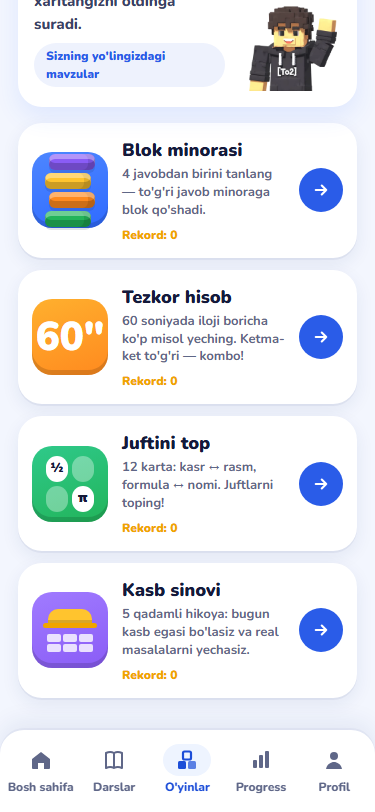 xaritangizni oldinga
suradi.
Sizning yo'lingizdagi
mavzular
[To2]
Blok minorasi
4 javobdan birini tanlang
— to'g'ri javob minoraga
blok qo'shadi.
Rekord: 0
60"
Tezkor hisob
60 soniyada iloji boricha
ko'p misol yeching. Ketma-
ket to'g'ri — kombo!
Rekord: 0
½
π
Juftini top
12 karta: kasr ↔ rasm,
formula ↔ nomi. Juftlarni
toping!
Rekord: 0
Kasb sinovi
5 qadamli hikoya: bugun
kasb egasi bo'lasiz va real
masalalarni yechasiz.
Rekord: 0
Bosh sahifa Darslar O'yinlar Progress Profil